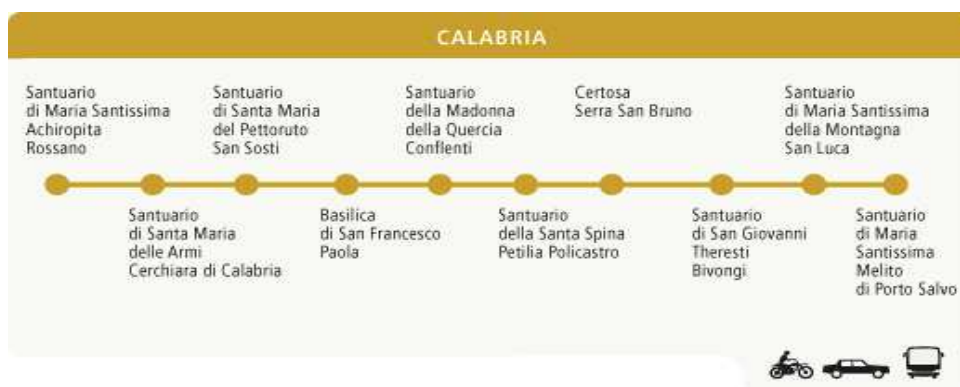 CALABRIA
Santuario
di Maria Santissima
Achiropita
Rossano
Santuario
di Santa Maria
delle Armi
Cerchiara di Calabria
Santuario
di Santa Maria
del Pettoruto
San Sosti
Basilica
di San Francesco
Paola
Santuario
della Madonna
della Quercia
Conflenti
Santuario
della Santa Spina
Petilia Policastro
Certosa
Serra San Bruno
Santuario
di San Giovanni
Theresti
Bivongi
Santuario
di Maria Santissima
della Montagna
San Luca
Santuario
di Maria
Santissima
Melito
di Porto Salvo